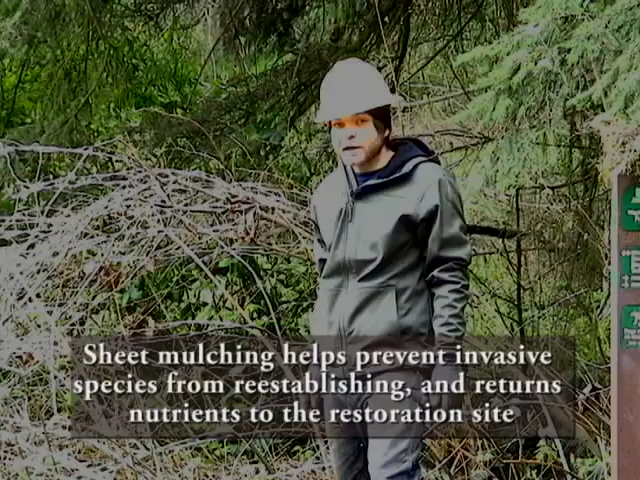 Sheet mulching helps prevent invasive
species from reestablishing, and returns
nutrients to the restoration site